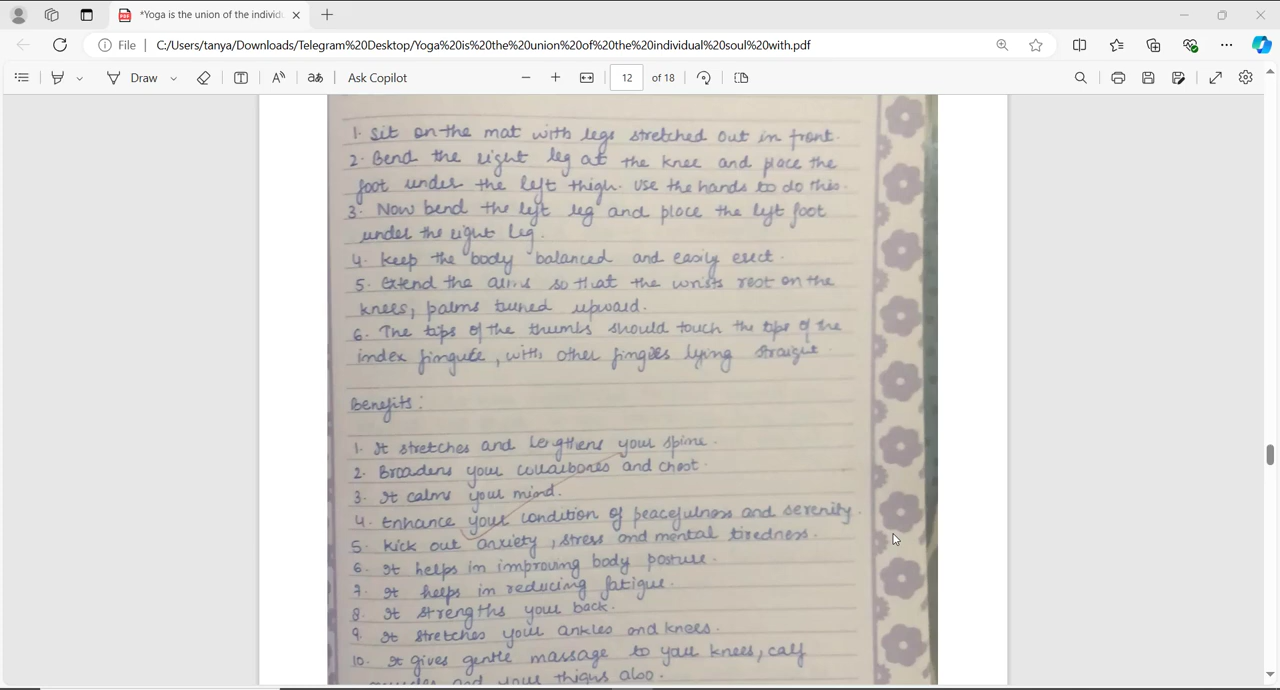 *Yoga is the union of the individ
File
C:/Users/tanya/Downloads/Telegram%20Desktop/Yoga%20is%20the%20union%20of%20the%20individual%20soul%20with.pdf
Draw
Ask Copilot
12 of 18
1. Sit on the mat with legs stretched out in front.
2. Bend the right leg at the knee and place the
foot under the left thigh. Use the hands to do this.
3. Now bend the left leg and place the left foot
under the right leg.
4. Keep the body balanced and easily erect.
5. Extend the arms so that the wrists rest on the
knees, palms turned upward.
6. The tips of the thumbs should touch the tips of the
index , with other lying straight.
Benefits:
1. It stretches and lengthens your spine.
2. Broadens your collarbones and chest.
3. It calms your mind.
4. Enhance your condition of peacefulness and serenity.
5. Kick out anxiety, stress and mental tiredness.
6. It helps in improving body posture.
7. It helps in reducing fatigue.
8. It strengths your back.
9. It stretches your ankles and knees.
10. It gives gentle massage to your knees, calf
muscles and your thighs also.